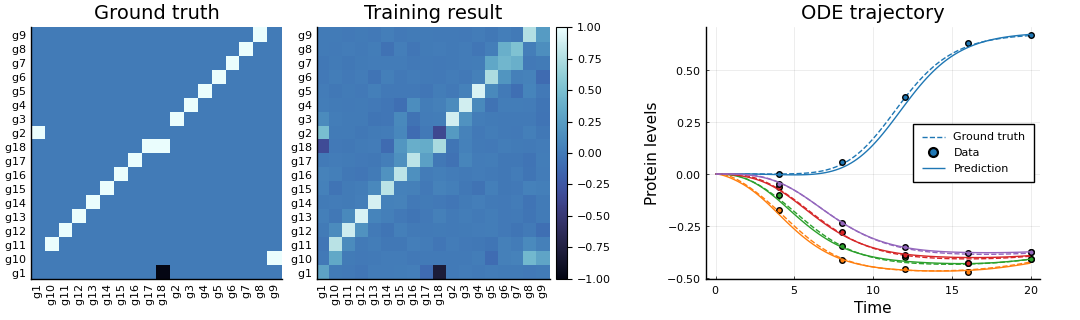 Ground truth
g9
g8
g7
g6
g5
g4
g3
g2
g18
g17
g16
g15
g14
g13
g12
g11
g10
g1
g1 g10 g11 g12 g13 g14 g15 g16 g17 g18 g2 g3 g4 g5 g6 g7 g8 g9
Training result
g9
g8
g7
g6
g5
g4
g3
g2
g18
g17
g16
g15
g14
g13
g12
g11
g10
g1
g1 g10 g11 g12 g13 g14 g15 g16 g17 g18 g2 g3 g4 g5 g6 g7 g8 g9
1.00
0.75
0.50
0.25
0.00
−0.25
−0.50
−0.75
−1.00
ODE trajectory
Protein levels
0.50
0.25
0.00
−0.25
−0.50
Ground truth
Data
Prediction
0 5 10 15 20
Time